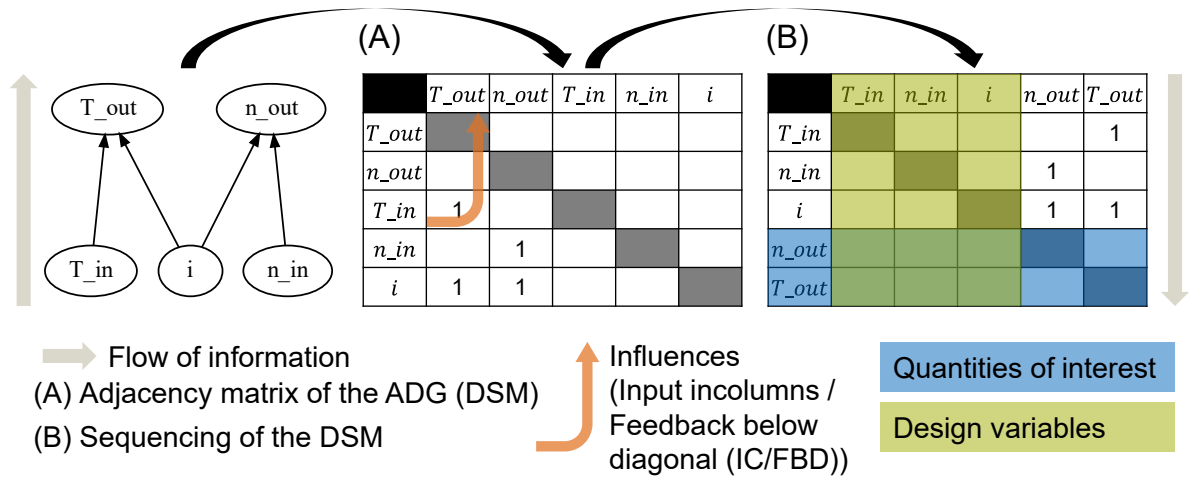 (A)
(B)
T_out
n_out
T_in
i
n_in
T_out n_out T_in n_in i
T_out
n_out
T_in 1
n_in 1
i 1 1
T_in n_in i n_out T_out
T_in 1
n_in 1
i 1 1
n_out
T_out
Flow of information
(A) Adjacency matrix of the ADG (DSM)
(B) Sequencing of the DSM
Influences
(Input incolumns /
Feedback below
diagonal (IC/FBD))
Quantities of interest
Design variables